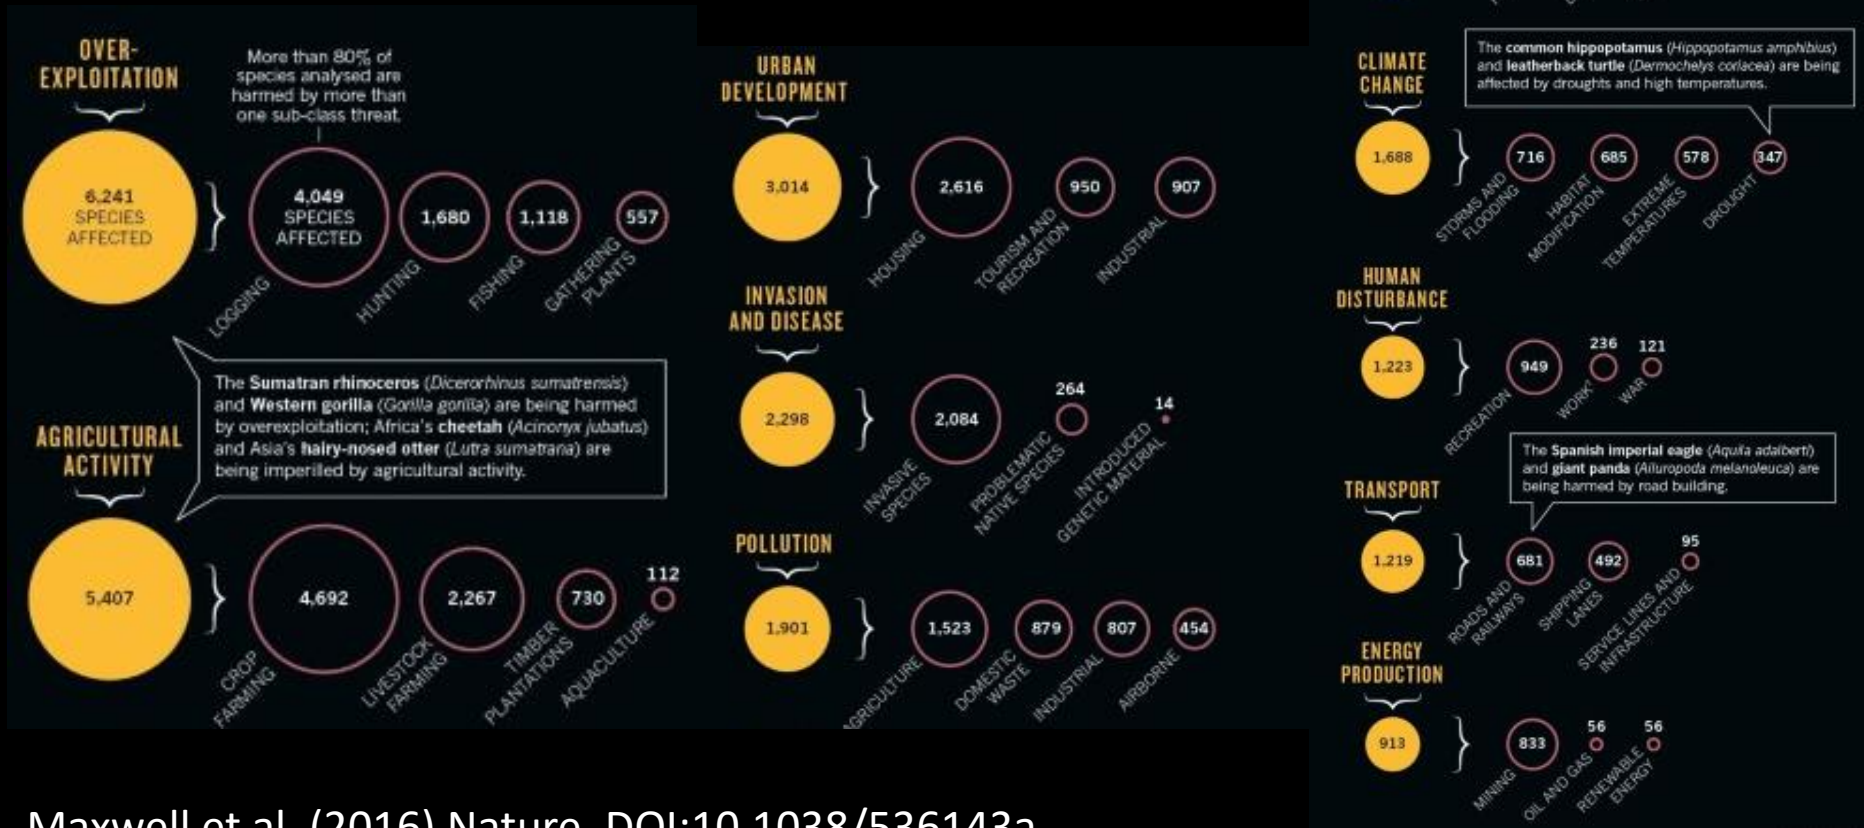 OVER-
EXPLOITATION
More than 80% of
species analysed are
harmed by more than
one sub-class threat.
6,241
SPECIES
AFFECTED
4,049
SPECIES
AFFECTED
1,680
1,118
557
LOGGING
HUNTING
FISHING
GATHERING
PLANTS
The Sumatran rhinoceros (Dicerorhinus sumatrensis)
and Western gorilla (Gorilla gorilla) are being harmed
by overexploitation; Africa's cheetah (Acinonyx jubatus)
and Asia's hairy-nosed otter (Lutra sumatrana) are
being imperilled by agricultural activity.
AGRICULTURAL
ACTIVITY
5,407
4,692
2,267
730
112
CROP
FARMING
LIVESTOCK
FARMING
TIMBER
PLANTATIONS
AQUACULTURE
URBAN
DEVELOPMENT
3,014
2,616
950
907
HOUSING
TOURISM AND
RECREATION
INDUSTRIAL
INVASION
AND DISEASE
2,298
2,084
264
14
INVASIVE
SPECIES
PROBLEMATIC
NATIVE SPECIES
INTRODUCED
GENETIC MATERIAL
POLLUTION
1,901
1,523
879
807
454
AGRICULTURE
DOMESTIC
WASTE
INDUSTRIAL
AIRBORNE
CLIMATE
CHANGE
The common hippopotamus (Hippopotamus amphibius)
and leatherback turtle (Dermochelys coriacea) are being
affected by droughts and high temperatures.
1,688
716
685
578
347
STORMS AND
FLOODING
HABITAT
MODIFICATION
EXTREME
TEMPERATURES
DROUGHT
HUMAN
DISTURBANCE
1,223
949
236
121
RECREATION
WORK
WAR
The Spanish imperial eagle (Aquila adalberti)
and giant panda (Ailuropoda melanoleuca) are
being harmed by road building.
TRANSPORT
1,219
681
492
95
ROADS AND
RAILWAYS
SHIPPING
LANES
SERVICE LINES AND
INFRASTRUCTURE
ENERGY
PRODUCTION
913
833
56
56
MINING
OIL AND GAS
RENEWABLE
ENERGY
Maxwell et al. (2016) Nature. DOI:10.1038/536143a